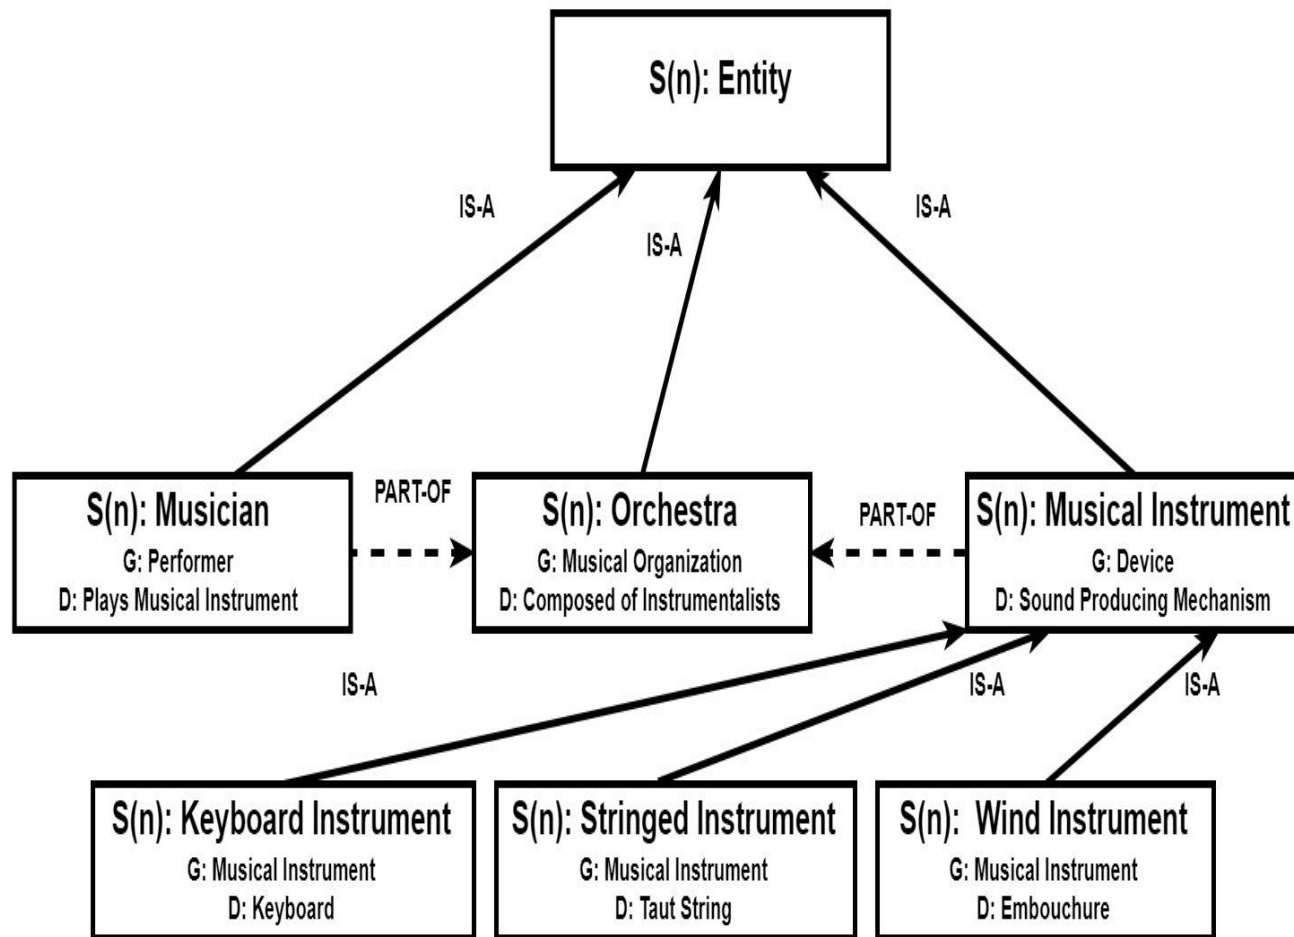 S(n): Entity
IS-A
IS-A
IS-A
S(n): Musician
G: Performer
D: Plays Musical Instrument
PART-OF
S(n): Orchestra
G: Musical Organization
D: Composed of Instrumentalists
PART-OF
S(n): Musical Instrument
G: Device
D: Sound Producing Mechanism
IS-A
IS-A
IS-A
S(n): Keyboard Instrument
G: Musical Instrument
D: Keyboard
S(n): Stringed Instrument
G: Musical Instrument
D: Taut String
S(n): Wind Instrument
G: Musical Instrument
D: Embouchure